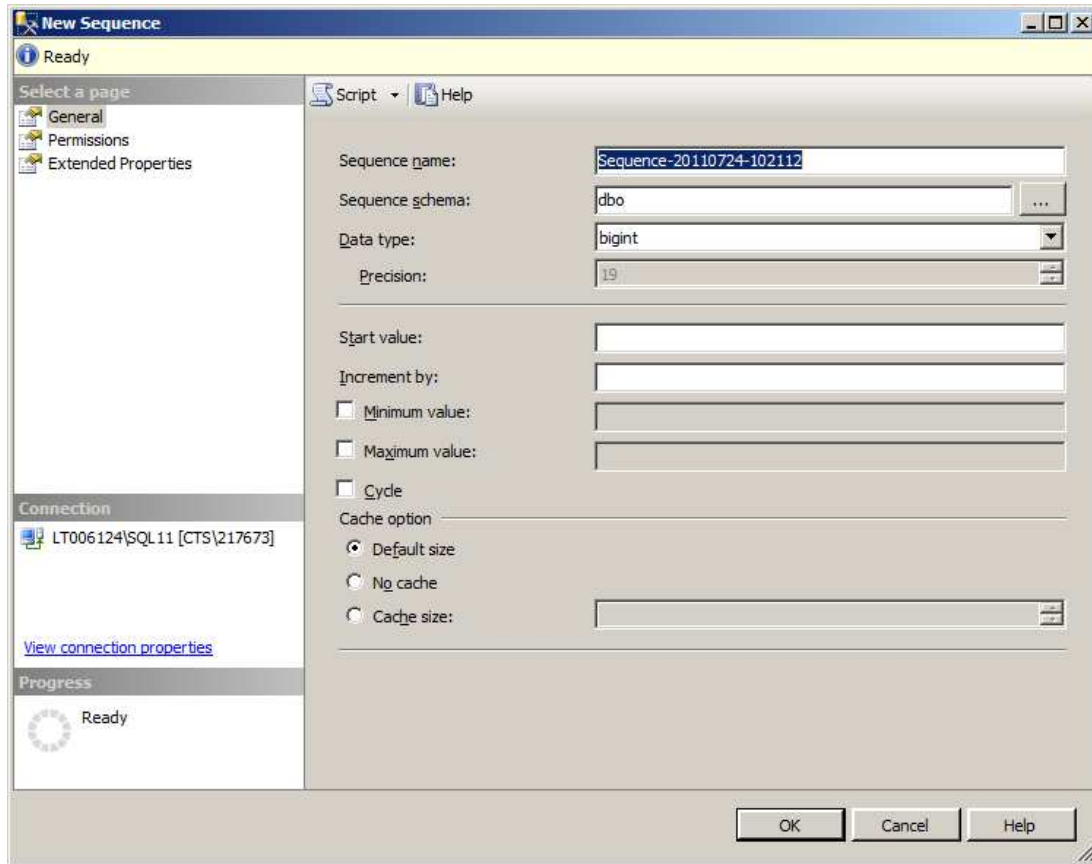 New Sequence
Ready
Select a page
General
Permissions
Extended Properties
Script Help
Sequence name: Sequence-20110724-102112
Sequence schema: dbo ...
Data type: bigint
Precision: 19
Start value:
Increment by:
Minimum value:
Maximum value:
Cycle
Cache option
Default size
No cache
Cache size:
Connection
LT006124\SQL11 [CTS\217673]
View connection properties
Progress
Ready
OK Cancel Help